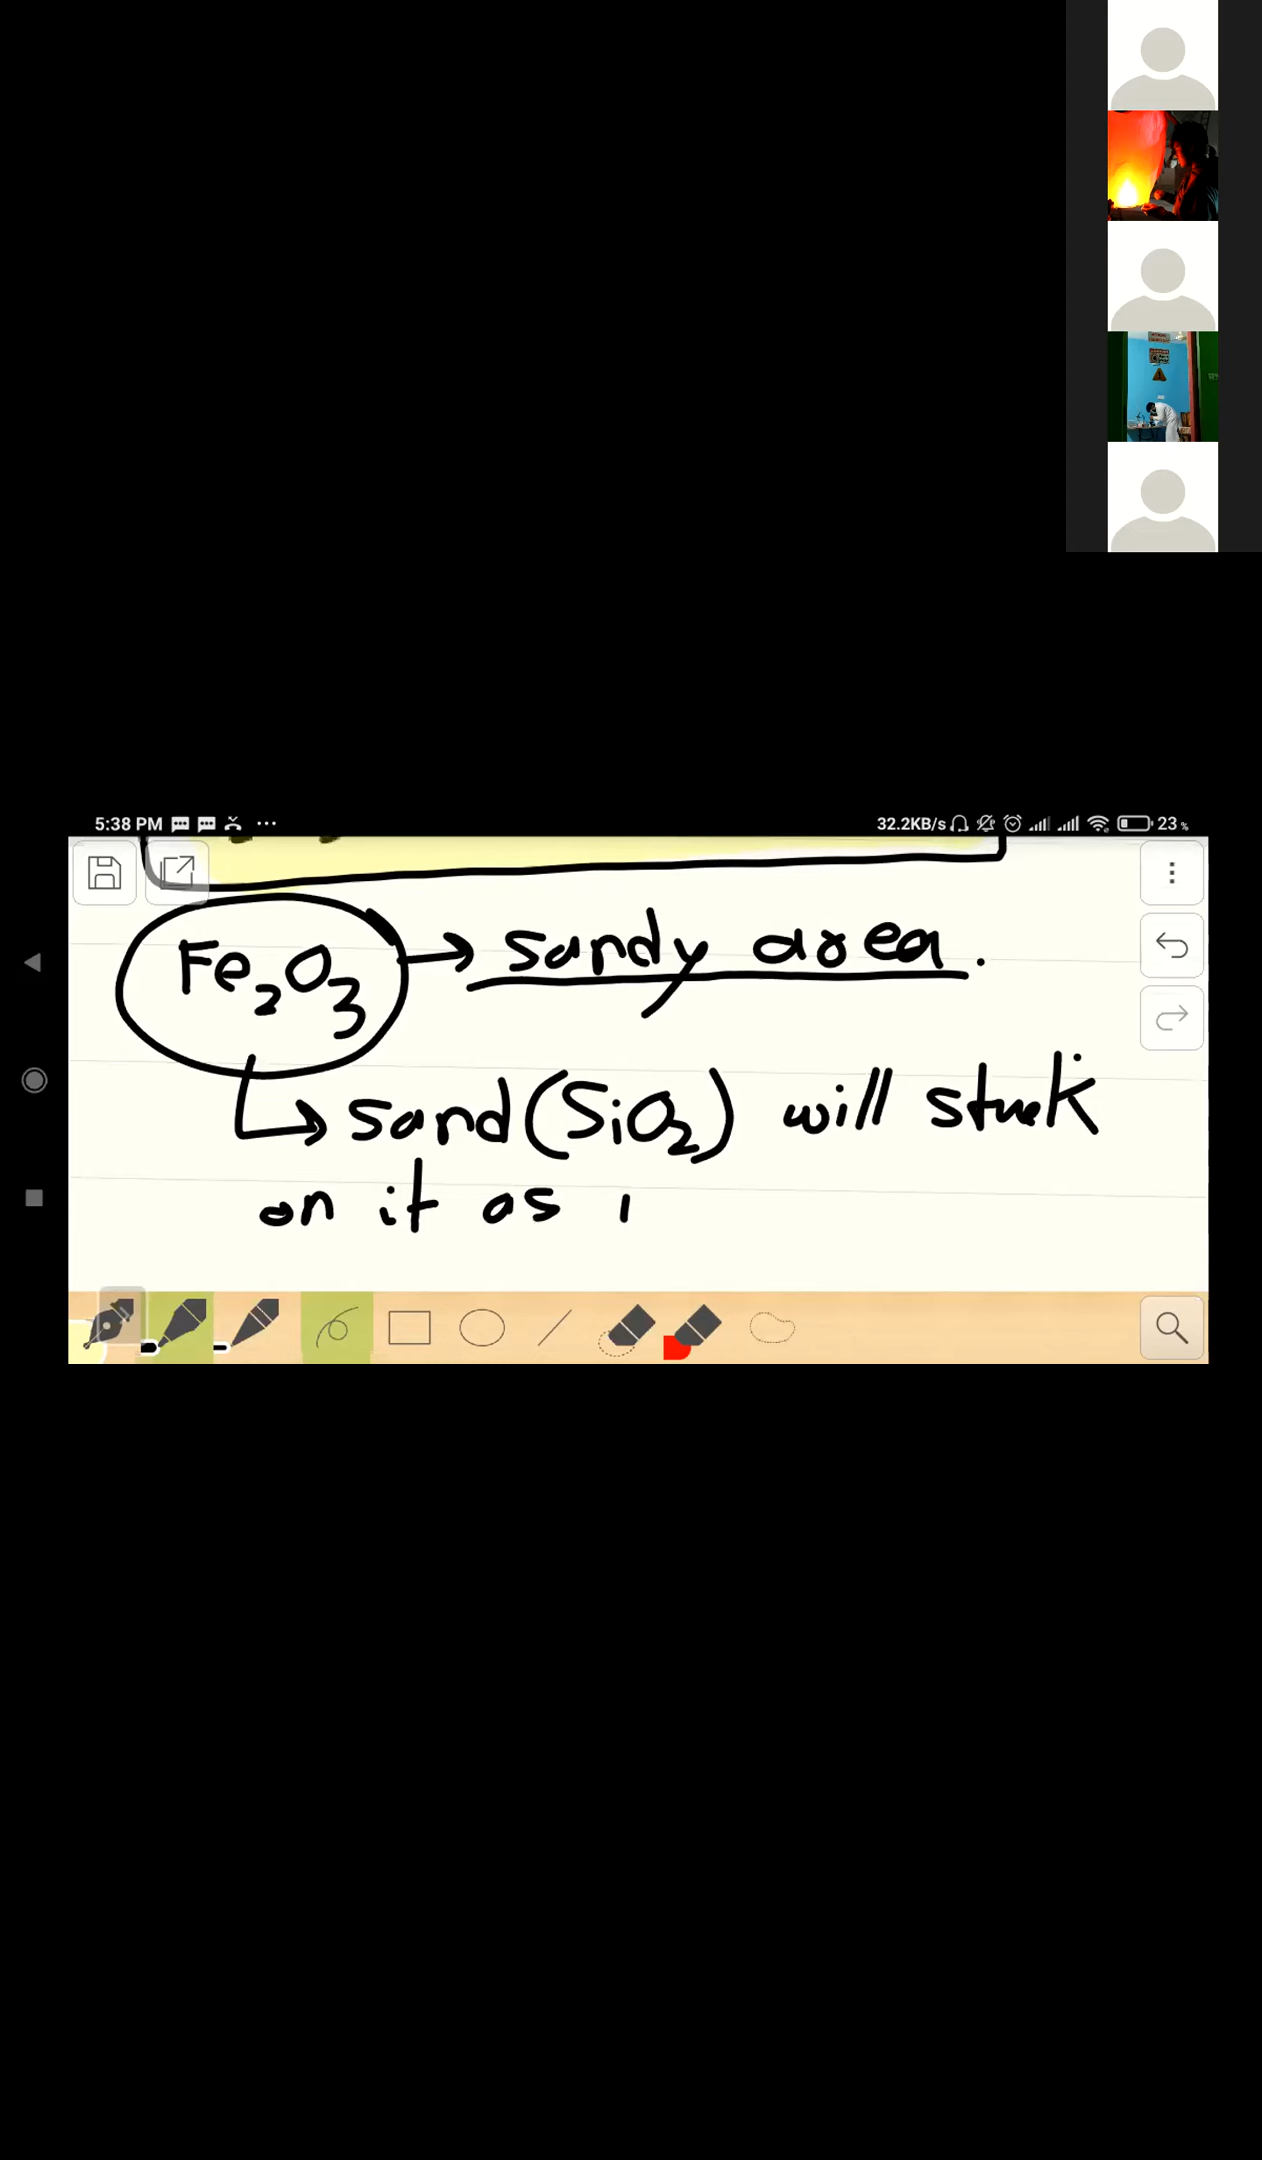 5:38 PM ... 32.2KB/s 23 %
Fe₂O₃ → sandy area.
↳ sand (SiO₂) will stuck
on it as